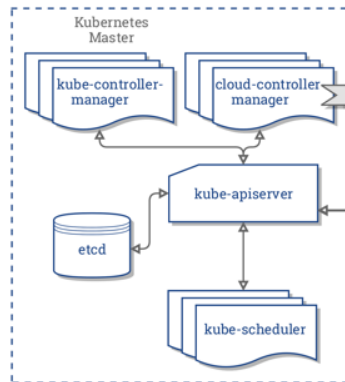 Kubernetes
Master
kube-controller-
manager
cloud-controller
manager
kube-apiserver
etcd
kube-scheduler